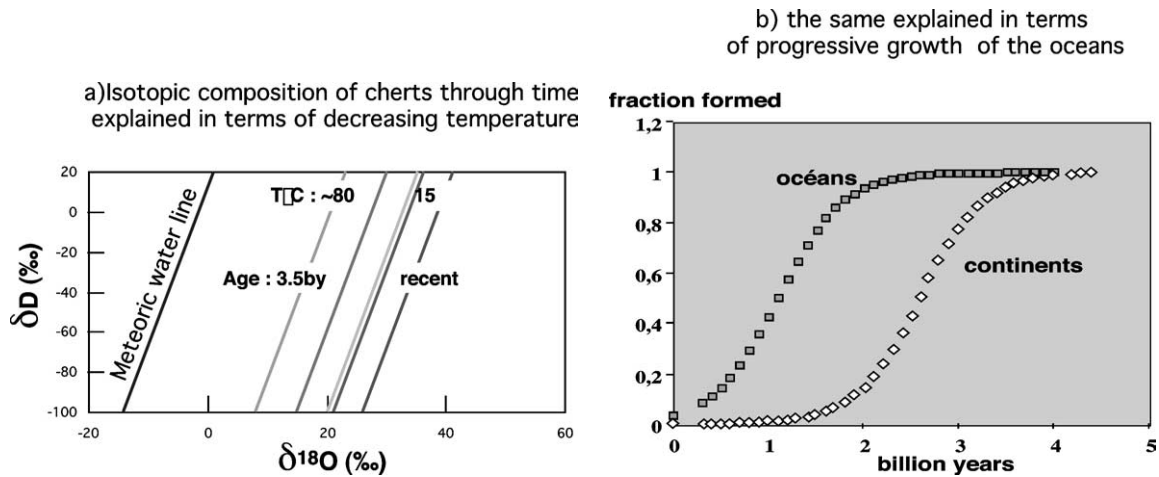 a)Isotopic composition of cherts through time
explained in terms of decreasing temperature
20
0
-20
-40
-60
-80
-100
δD (‰)
Meteoric water line
T□C : ~80
15
Age : 3.5by
recent
-20
0
20
40
60
δ18O (‰)
b) the same explained in terms
of progressive growth of the oceans
fraction formed
1,2
1
0,8
0,6
0,4
0,2
0
océans
continents
0
1
2
3
4
5
billion years